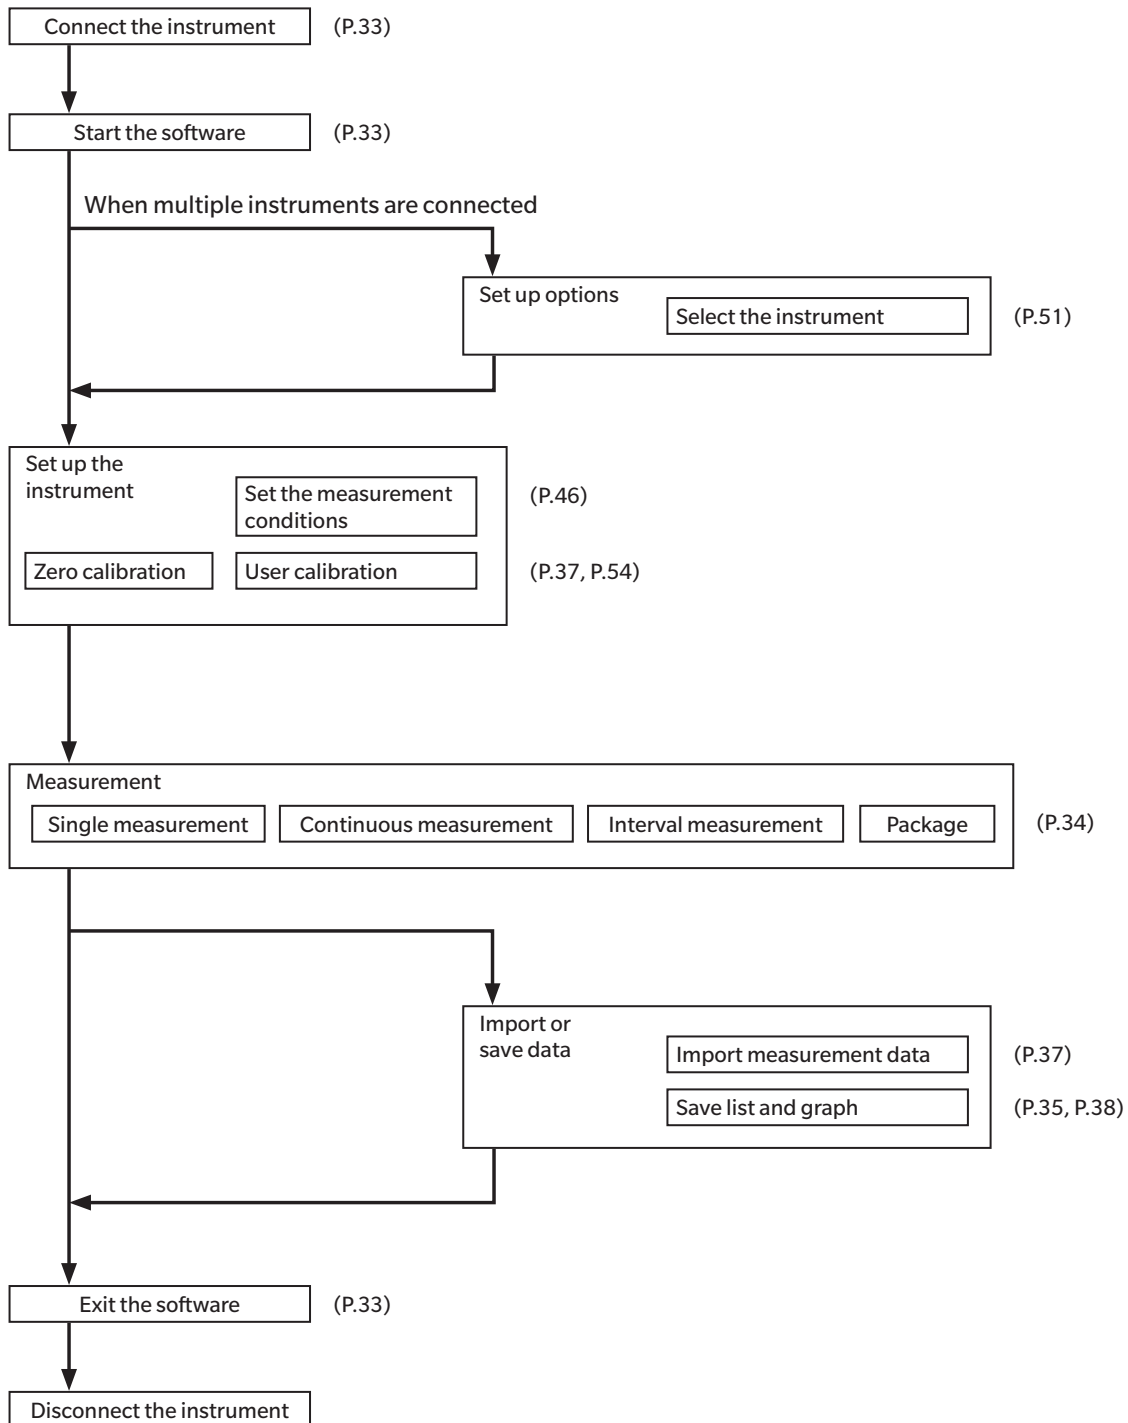 Connect the instrument (P.33)
Start the software (P.33)
When multiple instruments are connected
Set up options
Select the instrument (P.51)
Set up the
instrument
Set the measurement
conditions
(P.46)
Zero calibration User calibration (P.37, P.54)
Measurement
Single measurement Continuous measurement Interval measurement Package (P.34)
Import or
save data
Import measurement data (P.37)
Save list and graph (P.35, P.38)
Exit the software (P.33)
Disconnect the instrument